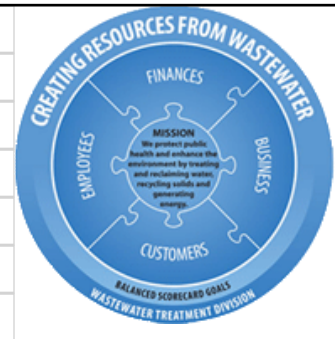 CREATING RESOURCES FROM WASTEWATER
FINANCES
EMPLOYEES
MISSION
We protect public
health and enhance the
environment by treating
and reclaiming water,
recycling solids and
generating
energy.
BUSINESS
CUSTOMERS
BALANCED SCORECARD GOALS
WASTEWATER TREATMENT DIVISION